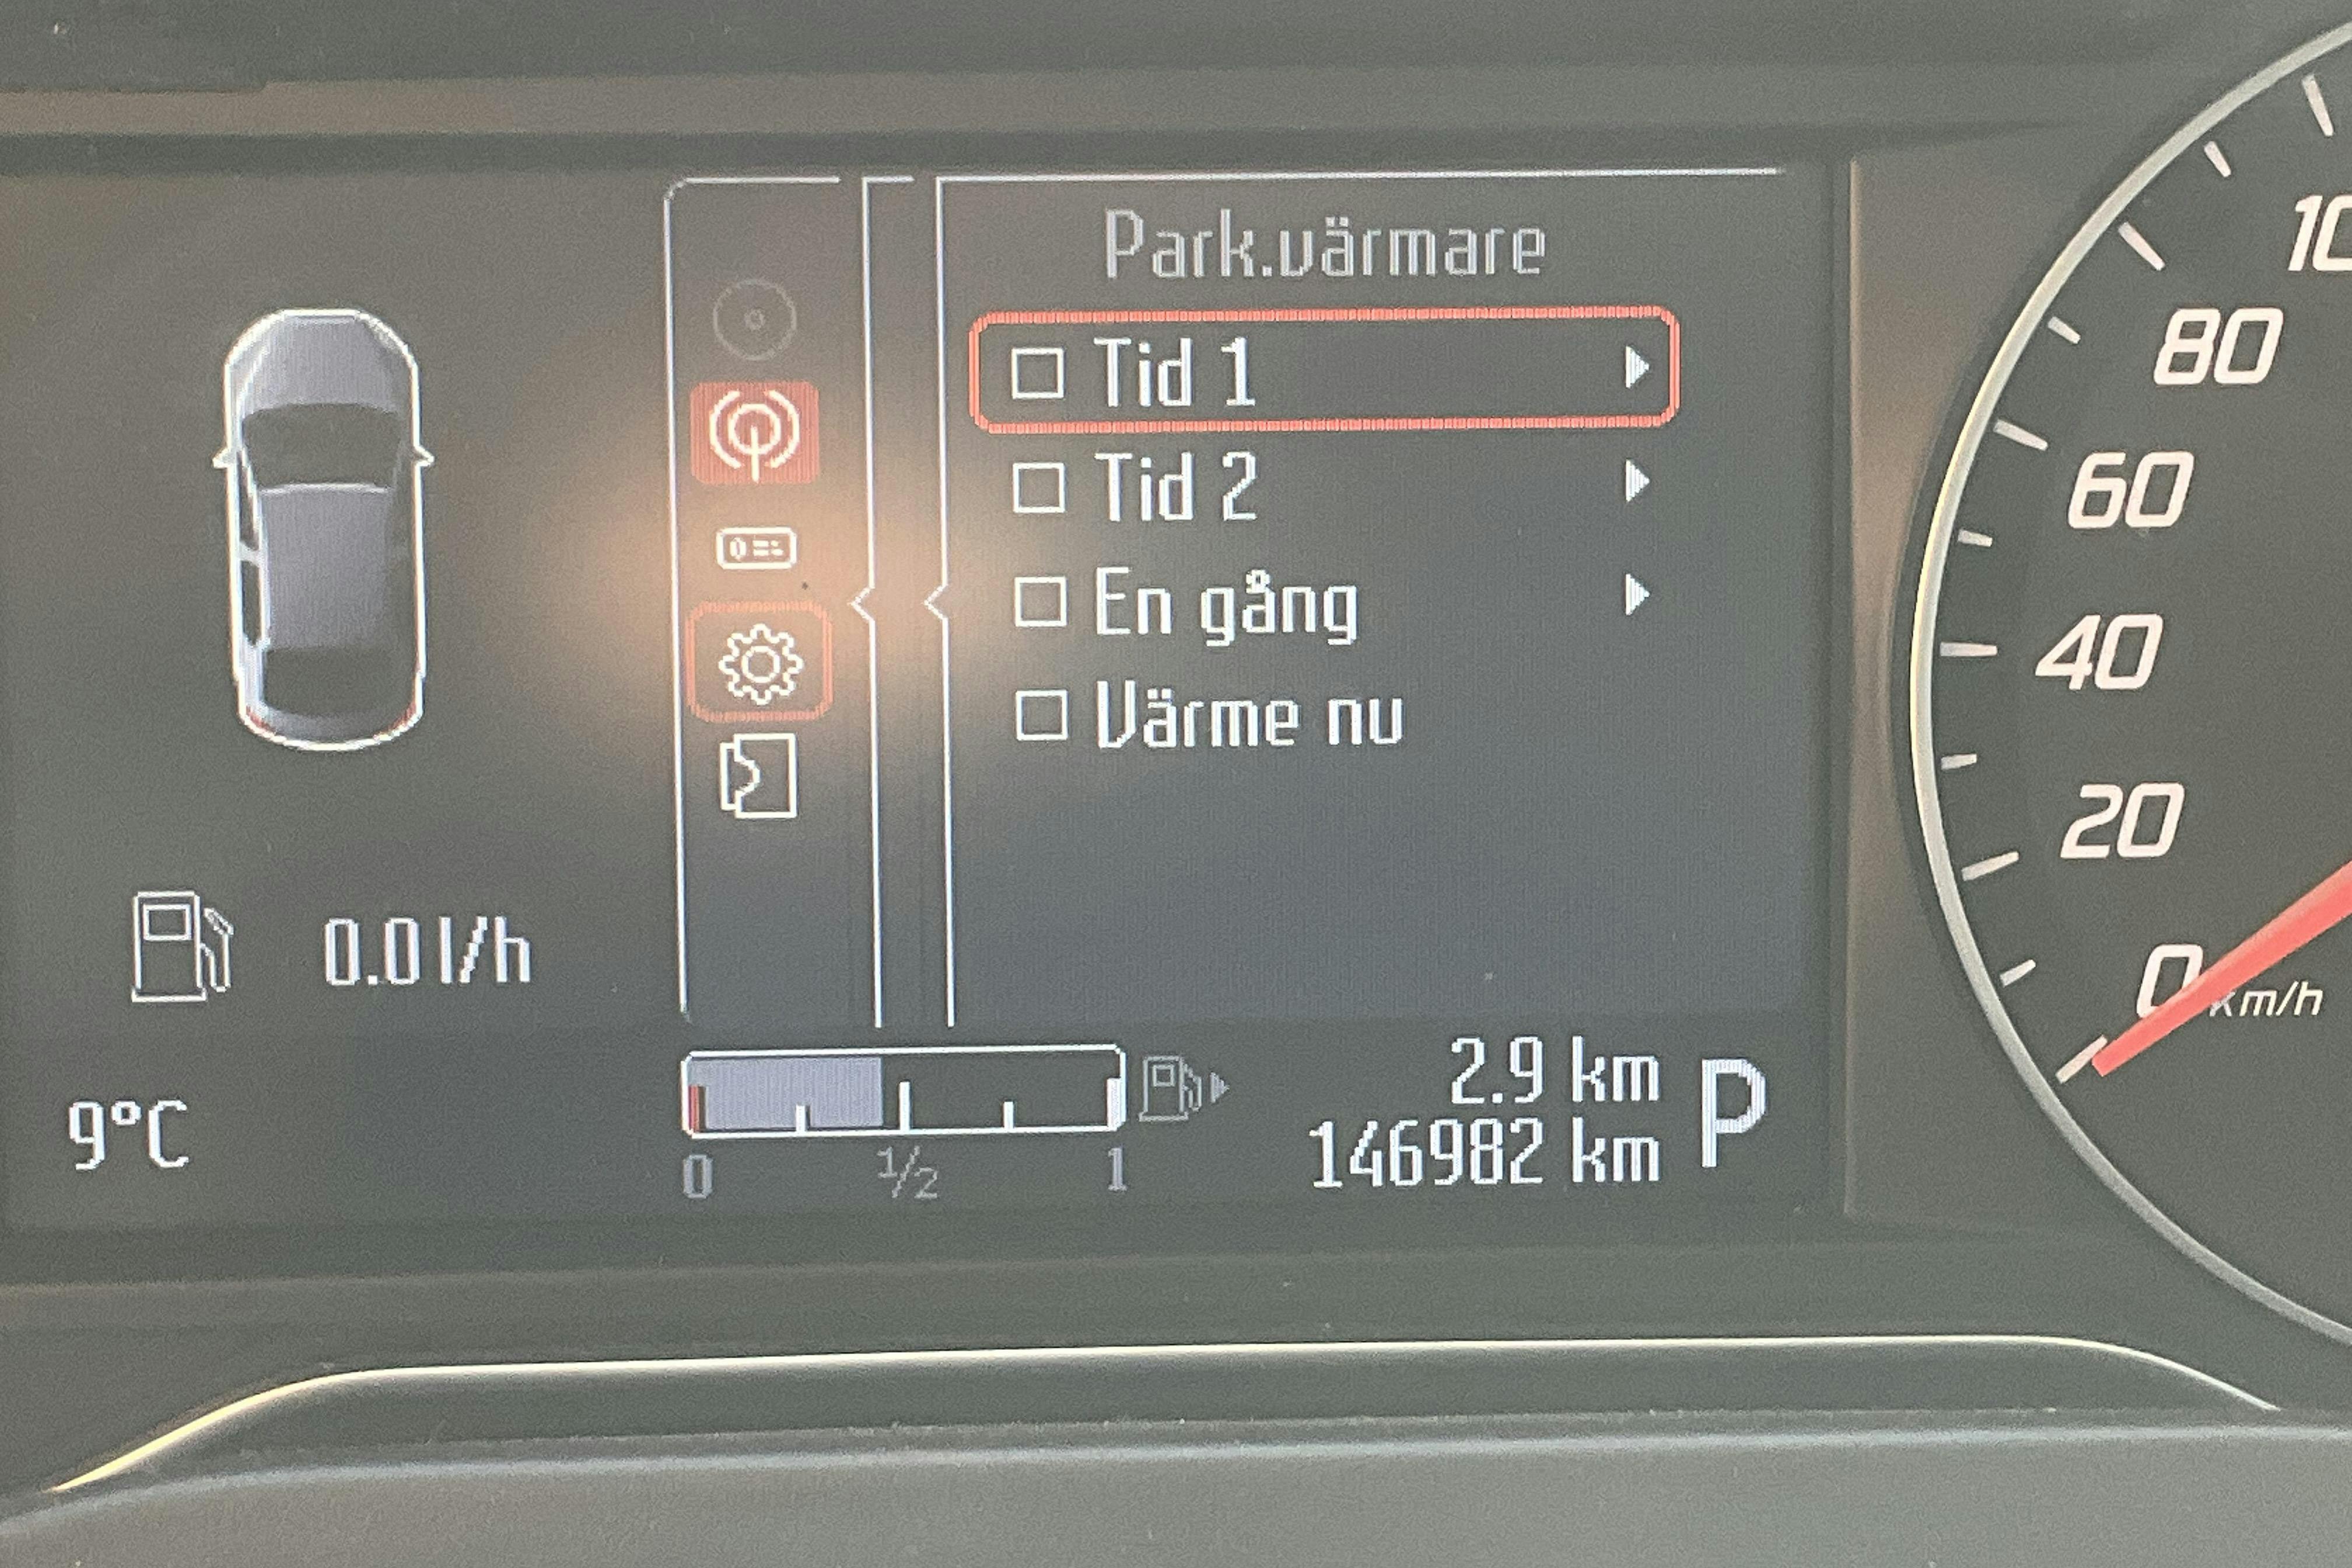 Park.värmare
Tid 1
Tid 2
En gång
Värme nu
0.0 l/h
9°C
0 1/2 1
2.9 km
146982 km
P
80
60
40
20
0
km/h